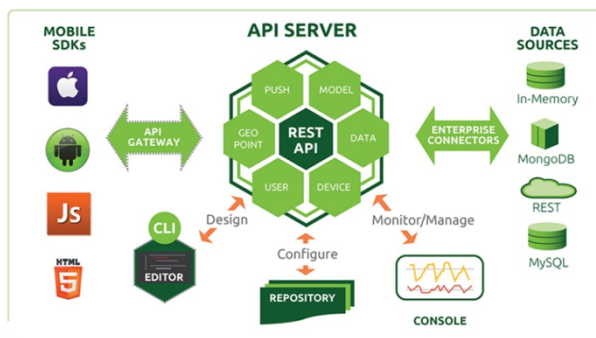 MOBILE
SDKs
API SERVER
DATA
SOURCES
PUSH
MODEL
GEO
POINT
REST
API
DATA
USER
DEVICE
API
GATEWAY
ENTERPRISE
CONNECTORS
In-Memory
MongoDB
REST
MySQL
JS
HTML
5
Design
CLI
EDITOR
Configure
REPOSITORY
Monitor/Manage
CONSOLE